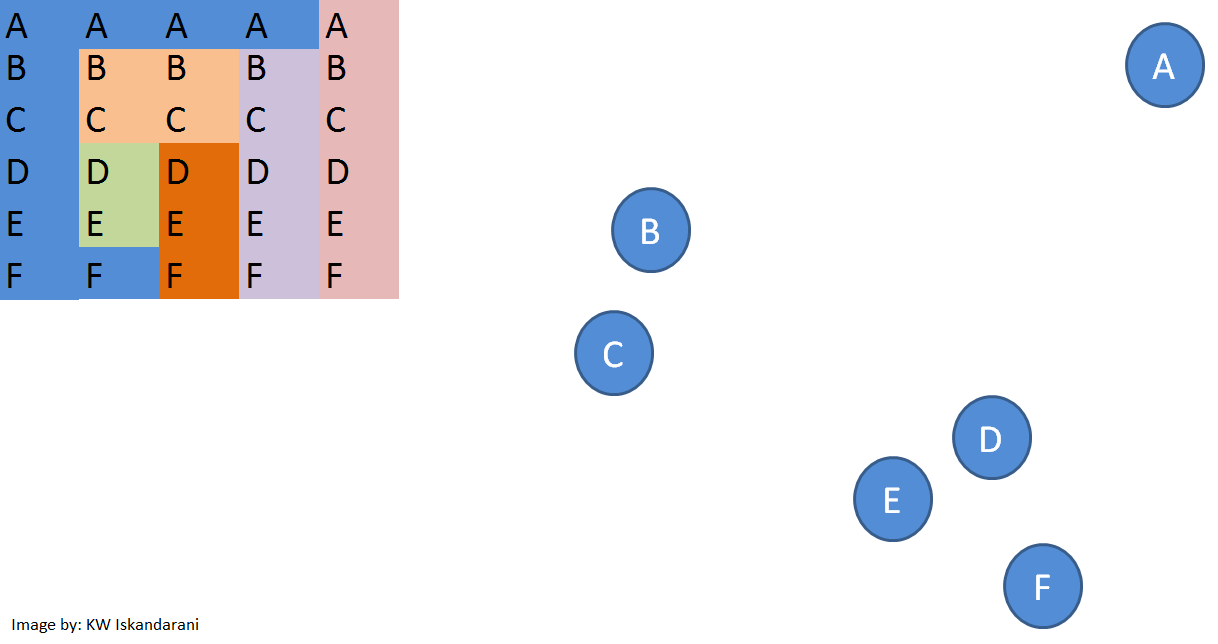 A A A A A
B B B B B
C C C C C
D D D D D
E E E E E
F F F F F
A
B
C
D
E
F
Image by: KW Iskandarani